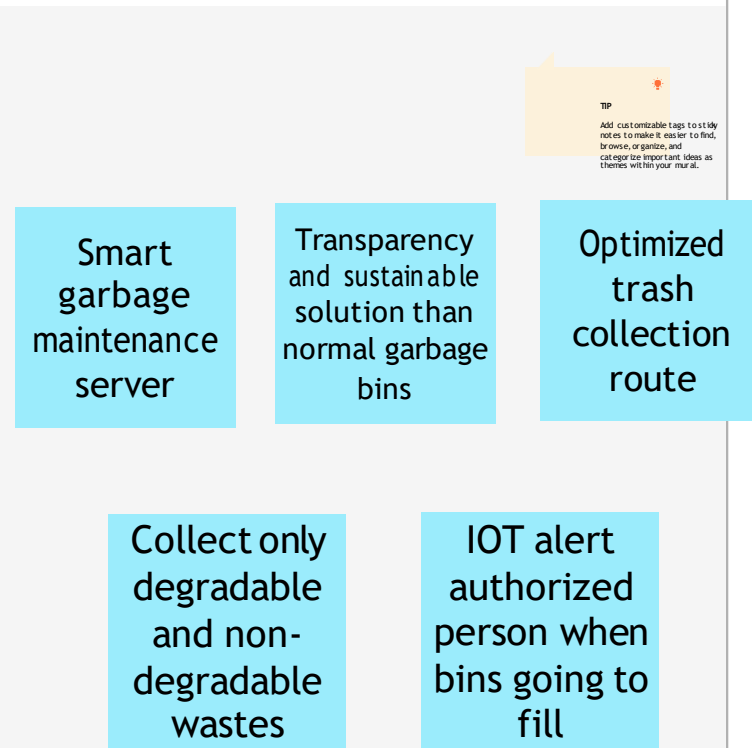 TIP
Add customizable tags to sticky
notes to make it easier to find,
browse, organize, and
categorize important ideas as
themes within your mural.
Smart
garbage
maintenance
server
Transparency
and sustainable
solution than
normal garbage
bins
Optimized
trash
collection
route
Collect only
degradable
and non-
degradable
wastes
IOT alert
authorized
person when
bins going to
fill